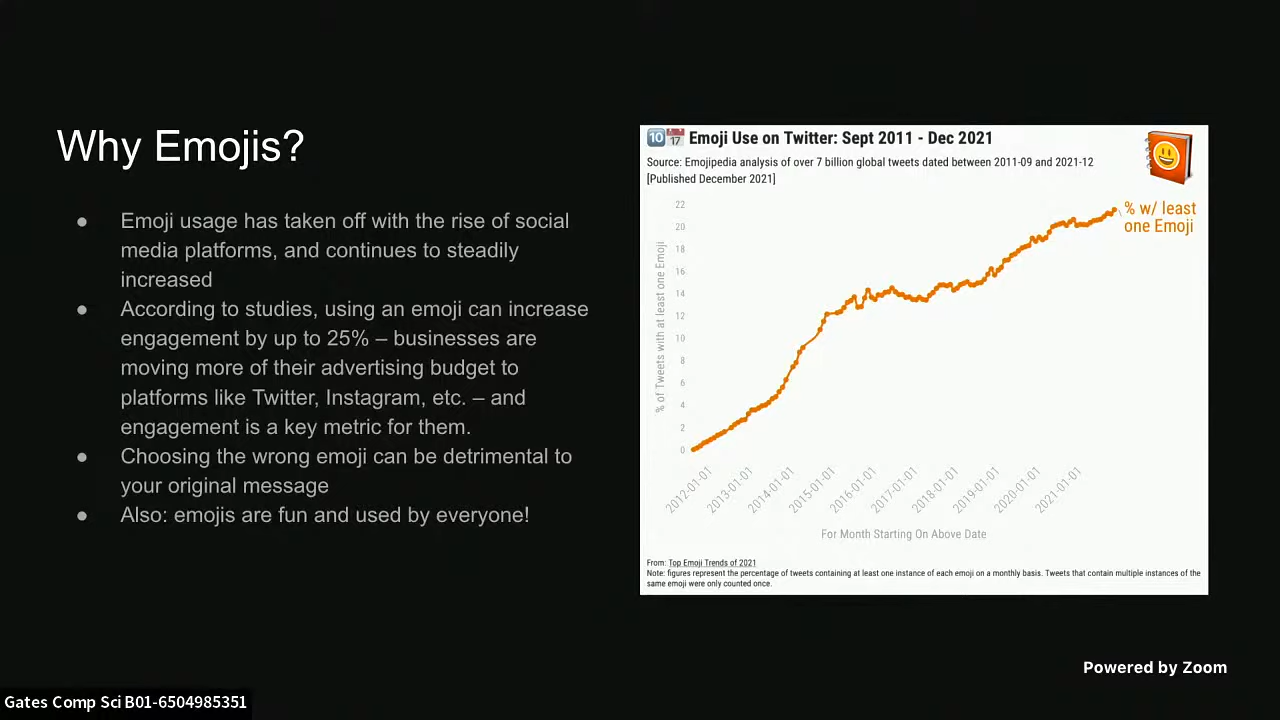 Why Emojis?
● Emoji usage has taken off with the rise of social
media platforms, and continues to steadily
increased
● According to studies, using an emoji can increase
engagement by up to 25% – businesses are
moving more of their advertising budget to
platforms like Twitter, Instagram, etc. – and
engagement is a key metric for them.
● Choosing the wrong emoji can be detrimental to
your original message
● Also: emojis are fun and used by everyone!
10 17 Emoji Use on Twitter: Sept 2011 - Dec 2021
Source: Emojipedia analysis of over 7 billion global tweets dated between 2011-09 and 2021-12
[Published December 2021]
% w/ least
one Emoji
% of Tweets with at least one Emoji
22
20
18
16
14
12
10
8
6
4
2
0
2012-01-01
2013-01-01
2014-01-01
2015-01-01
2016-01-01
2017-01-01
2018-01-01
2019-01-01
2020-01-01
2021-01-01
For Month Starting On Above Date
From: Top Emoji Trends of 2021
Note: figures represent the percentage of tweets containing at least one instance of each emoji on a monthly basis. Tweets that contain multiple instances of the
same emoji were only counted once.
Powered by Zoom
Gates Comp Sci B01-6504985351